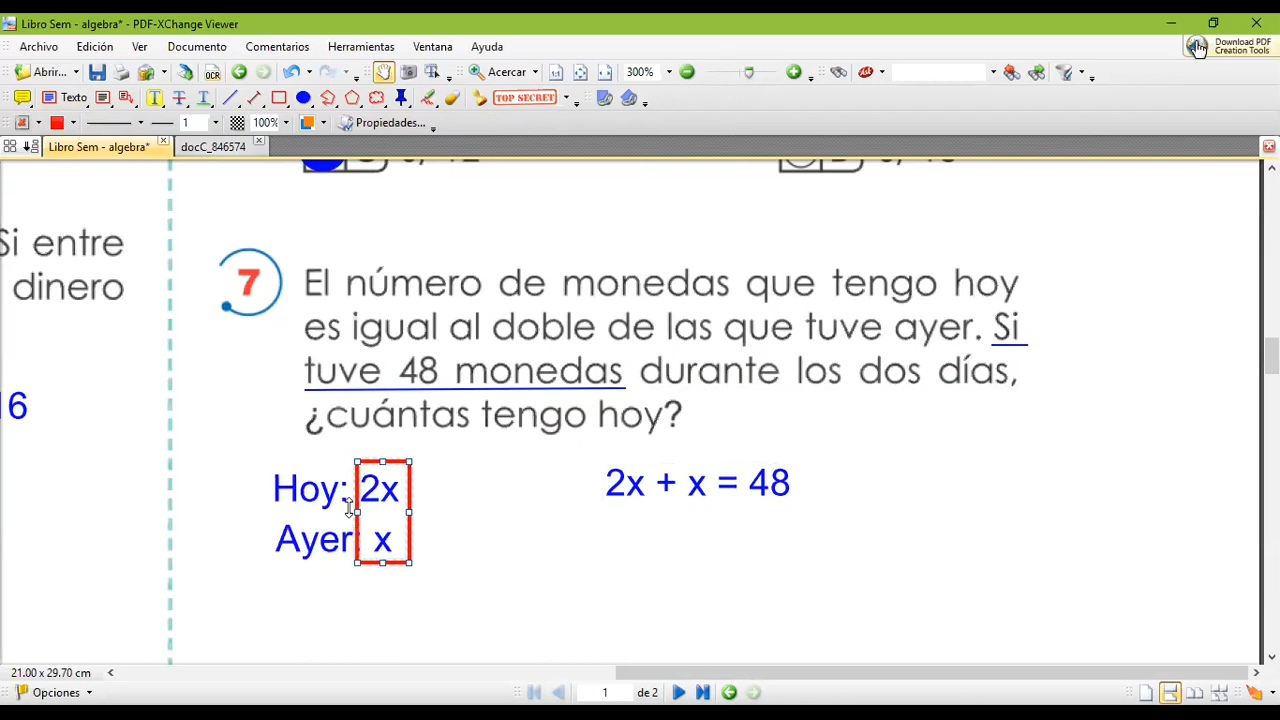 Libro Sem - algebra* - PDF-XChange Viewer
Archivo Edición Ver Documento Comentarios Herramientas Ventana Ayuda
Download PDF
Creation Tools
Abrir... OCR Acercar 300%
Texto TOP SECRET
1 100% Propiedades...
Libro Sem - algebra* docC_846574
Si entre
dinero
16
7 El número de monedas que tengo hoy
es igual al doble de las que tuve ayer. Si
tuve 48 monedas durante los dos días,
¿cuántas tengo hoy?
Hoy: 2x 2x + x = 48
Ayer: x
21.00 x 29.70 cm
Opciones 1 de 2